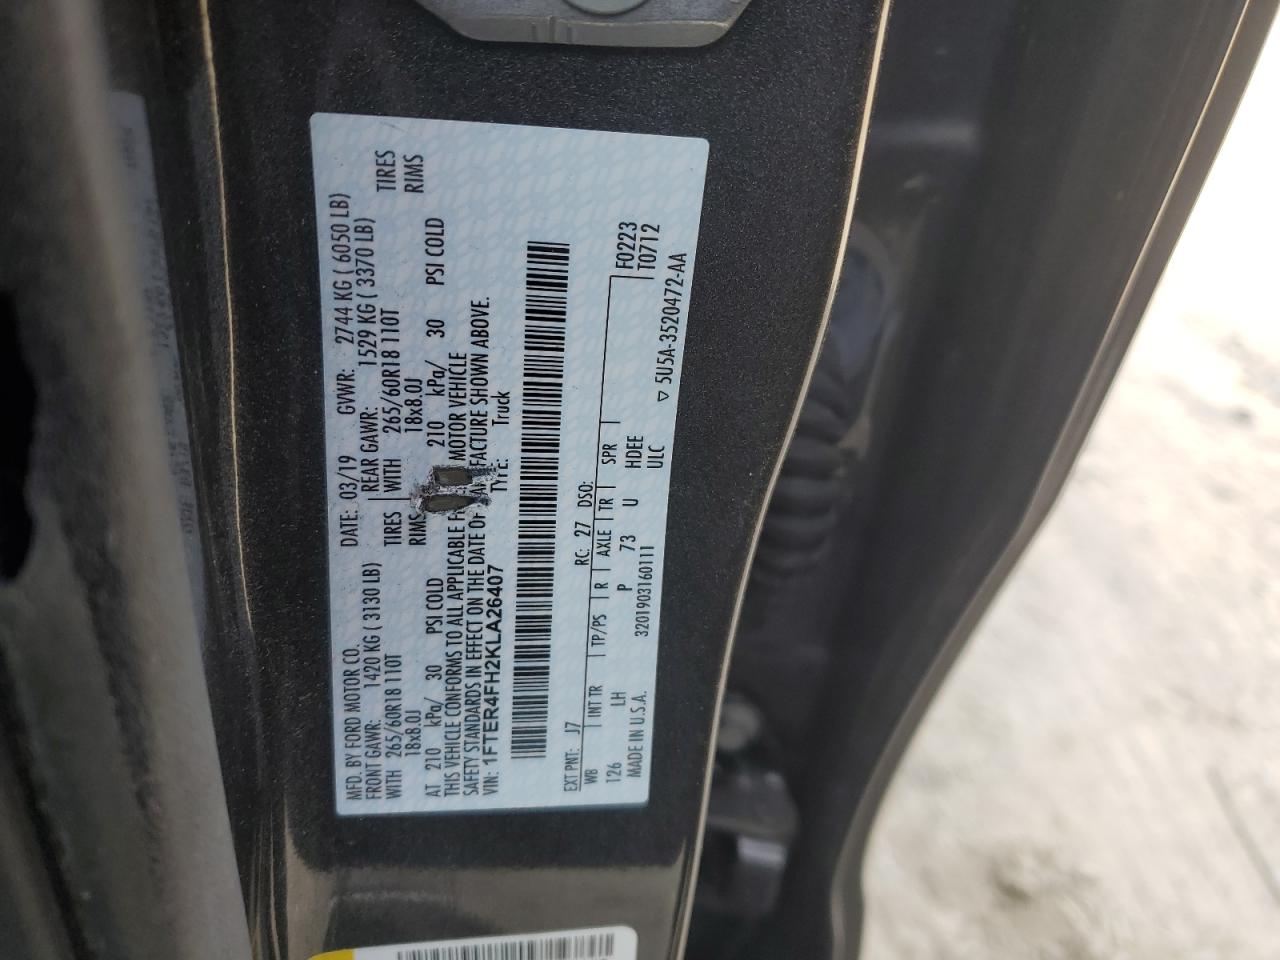 MFD. BY FORD MOTOR CO. DATE: 03/19 GVWR: 2744 KG ( 6050 LB)
FRONT GAWR: 1420 KG ( 3130 LB) REAR GAWR: 1529 KG ( 3370 LB)
WITH 265/60R18 110T TIRES WITH 265/60R18 110T TIRES
18x8.0J RIMS 18x8.0J RIMS
AT 210 kPa/ 30 PSI COLD 210 kPa/ 30 PSI COLD
THIS VEHICLE CONFORMS TO ALL APPLICABLE MOTOR VEHICLE
SAFETY STANDARDS IN EFFECT ON THE DATE OF MANUFACTURE SHOWN ABOVE.
VIN: 1FTER4FH2KLA26407 TYPE: Truck
EXT PNT: J7 RC: 27 DSO:
WB INT TR TP/PS R AXLE TR SPR F0223
126 LH P 73 U HDEE T0712
ULC
MADE IN U.S.A. 3201903160111 ▽ 5U5A-3520472-AA